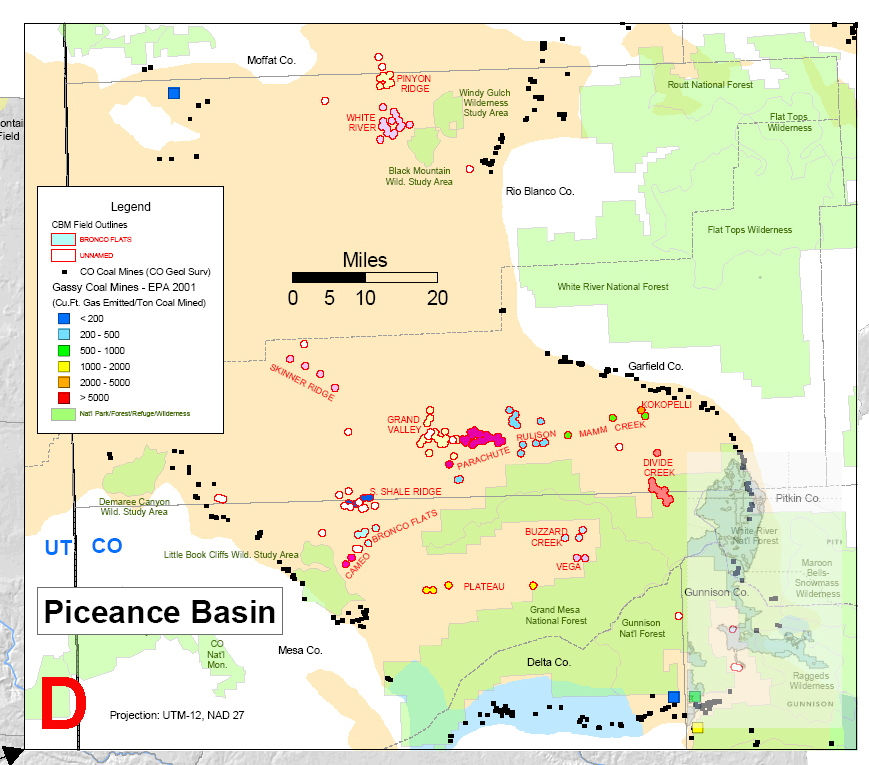 Moffat Co.
PINYON
RIDGE
Routt National Forest
Windy Gulch
Wilderness
Study Area
WHITE
RIVER
Flat Tops
Wilderness
Field
Black Mountain
Wild. Study Area
Rio Blanco Co.
Legend
CBM Field Outlines
BRONCO FLATS
UNNAMED
CO Coal Mines (CO Geol Surv)
Gassy Coal Mines - EPA 2001
(Cu.Ft. Gas Emitted/Ton Coal Mined)
< 200
200 - 500
500 - 1000
1000 - 2000
2000 - 5000
> 5000
Nat'l Park/Forest/Refuge/Wilderness
Flat Tops Wilderness
Miles
0 5 10 20
White River National Forest
SKINNER RIDGE
Garfield Co.
KOKOPELLI
GRAND
VALLEY
PARACHUTE
RULISON
MAMM CREEK
DIVIDE
CREEK
S. SHALE RIDGE
Pitkin Co.
Demaree Canyon
Wild. Study Area
BRONCO FLATS
BUZZARD
CREEK
White River
Nat'l Forest
UT CO
Little Book Cliffs Wild. Study Area
CAMEO
VEGA
Maroon
Bells-
Snowmass
Wilderness
PLATEAU
Gunnison Co.
Piceance Basin
Grand Mesa
National Forest
Gunnison
Nat'l Forest
CO
Nat'l
Mon.
Mesa Co.
Delta Co.
Raggeds
Wilderness
GUNNISON
D
Projection: UTM-12, NAD 27